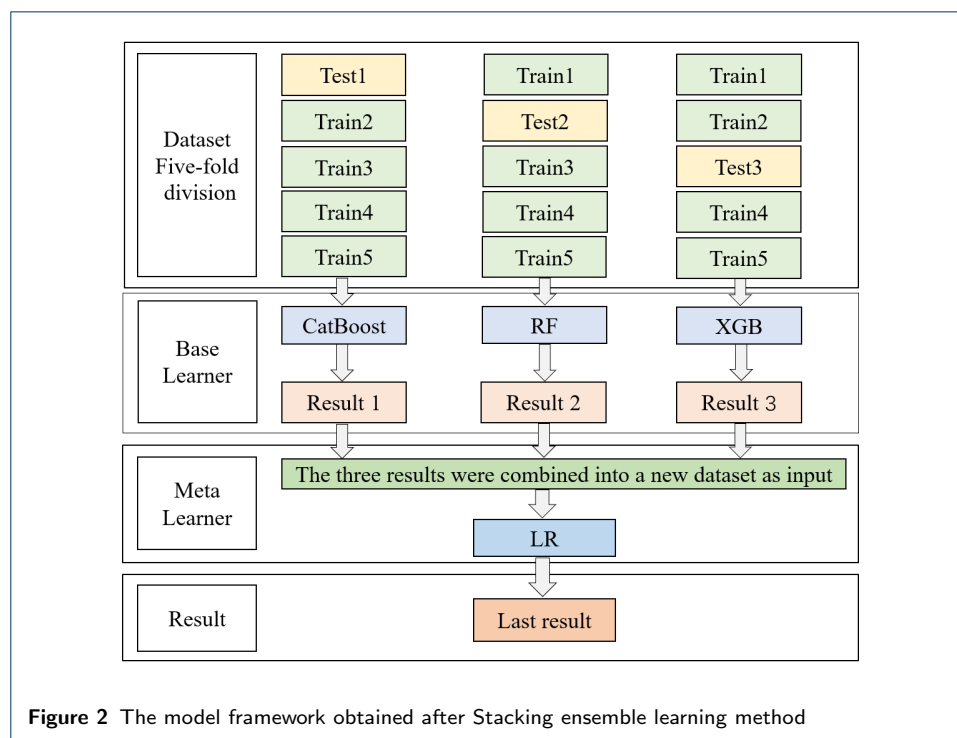 Dataset
Five-fold
division
Test1
Train2
Train3
Train4
Train5
Train1
Test2
Train3
Train4
Train5
Train1
Train2
Test3
Train4
Train5
Base
Learner
CatBoost
RF
XGB
Result 1
Result 2
Result 3
Meta
Learner
The three results were combined into a new dataset as input
LR
Result
Last result
Figure 2 The model framework obtained after Stacking ensemble learning method